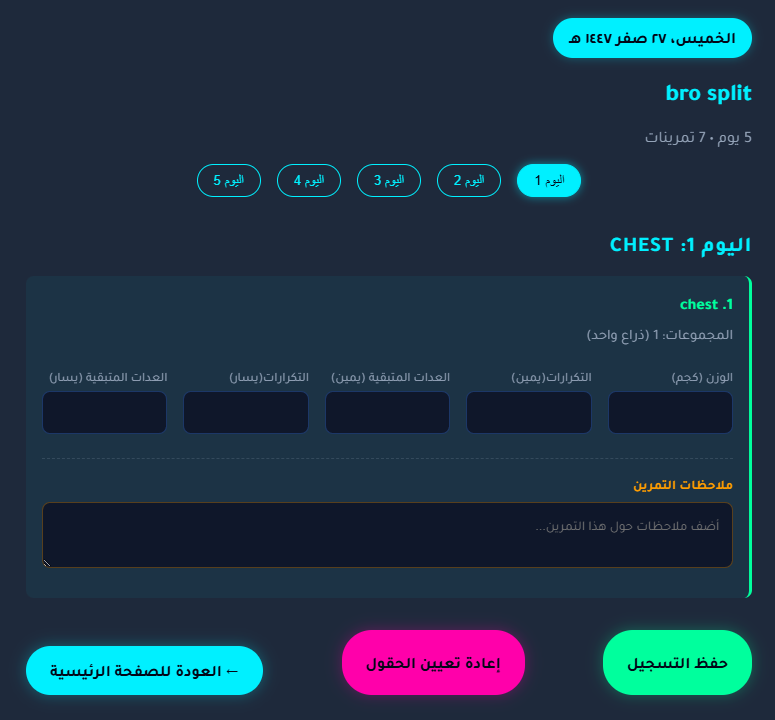 الخميس، ٢٧ صفر ١٤٤٧ هـ
bro split
5 يوم • 7 تمرينات
اليوم 1 اليوم 2 اليوم 3 اليوم 4 اليوم 5
اليوم 1: CHEST
1. chest
المجموعات: 1 (ذراع واحد)
الوزن (كجم) التكرارات(يمين) العدات المتبقية (يمين) التكرارات(يسار) العدات المتبقية (يسار)
ملاحظات التمرين
أضف ملاحظات حول هذا التمرين...
حفظ التسجيل إعادة تعيين الحقول ← العودة للصفحة الرئيسية